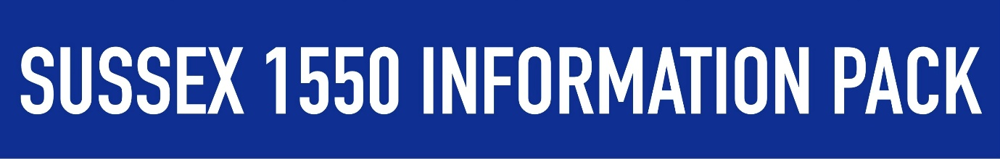 SUSSEX 1550 INFORMATION PACK